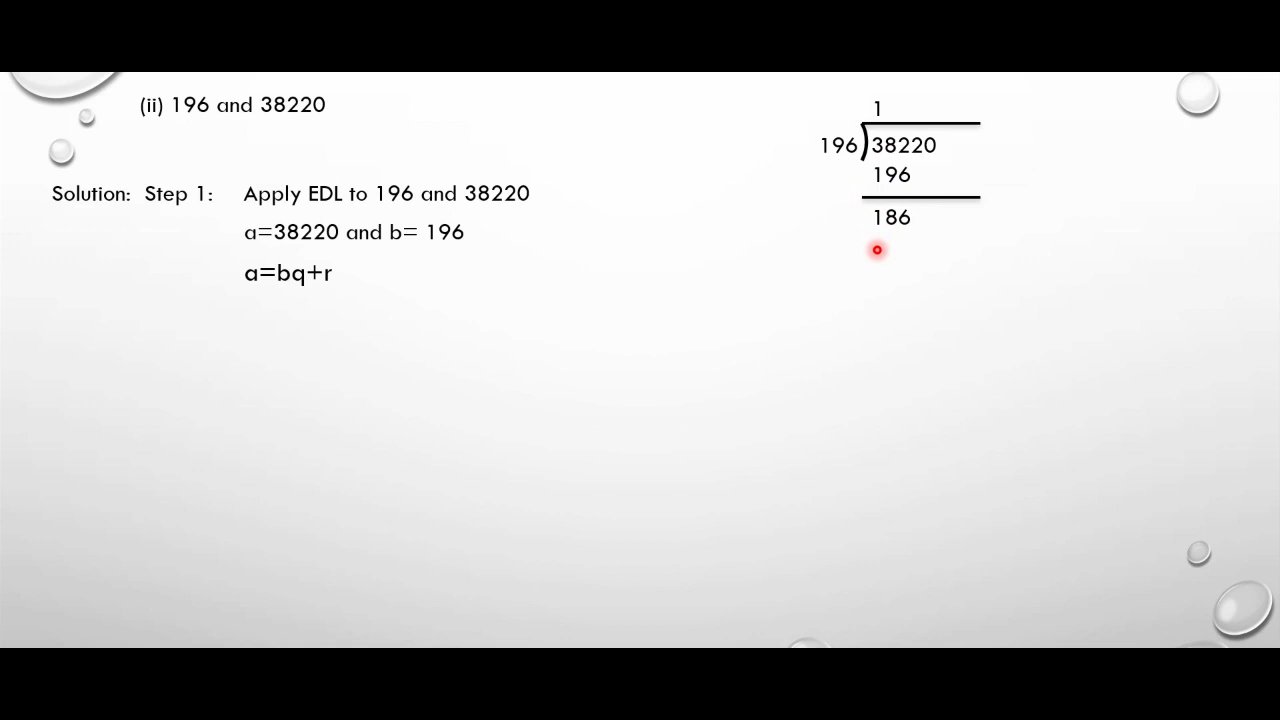 (ii) 196 and 38220
Solution: Step 1: Apply EDL to 196 and 38220
a=38220 and b= 196
a=bq+r
1
196)38220
196
186